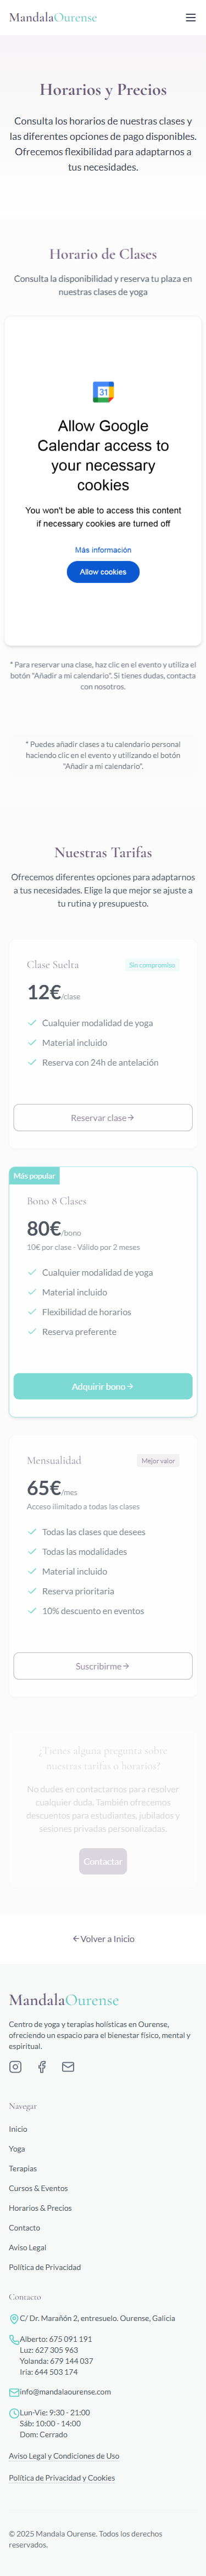 MandalaOurense
Horarios y Precios
Consulta los horarios de nuestras clases y
las diferentes opciones de pago disponibles.
Ofrecemos flexibilidad para adaptarnos a
tus necesidades.
Horario de Clases
Consulta la disponibilidad y reserva tu plaza en
nuestras clases de yoga
31
Allow Google
Calendar access to
your necessary
cookies
You won't be able to access this content
if necessary cookies are turned off
Más información
Allow cookies
* Para reservar una clase, haz clic en el evento y utiliza el
botón "Añadir a mi calendario". Si tienes dudas, contacta
con nosotros.
* Puedes añadir clases a tu calendario personal
haciendo clic en el evento y utilizando el botón
"Añadir a mi calendario".
Nuestras Tarifas
Ofrecemos diferentes opciones para adaptarnos
a tus necesidades. Elige la que mejor se ajuste a
tu rutina y presupuesto.
Clase Suelta
Sin compromiso
12€/clase
Cualquier modalidad de yoga
Material incluido
Reserva con 24h de antelación
Reservar clase
Más popular
Bono 8 Clases
80€/bono
10€ por clase - Válido por 2 meses
Cualquier modalidad de yoga
Material incluido
Flexibilidad de horarios
Reserva preferente
Adquirir bono
Mensualidad
Mejor valor
65€/mes
Acceso ilimitado a todas las clases
Todas las clases que desees
Todas las modalidades
Material incluido
Reserva prioritaria
10% descuento en eventos
Suscribirme
¿Tienes alguna pregunta sobre
nuestras tarifas o horarios?
No dudes en contactarnos para resolver
cualquier duda. También ofrecemos
descuentos para estudiantes, jubilados y
sesiones privadas personalizadas.
Contactar
Volver a Inicio
MandalaOurense
Centro de yoga y terapias holísticas en Ourense,
ofreciendo un espacio para el bienestar físico, mental y
espiritual.
Navegar
Inicio
Yoga
Terapias
Cursos & Eventos
Horarios & Precios
Contacto
Aviso Legal
Política de Privacidad
Contacto
C/ Dr. Marañón 2, entresuelo. Ourense, Galicia
Alberto: 675 091 191
Luz: 627 305 963
Yolanda: 679 144 037
Iria: 644 503 174
info@mandalaourense.com
Lun-Vie: 9:30 - 21:00
Sáb: 10:00 - 14:00
Dom: Cerrado
Aviso Legal y Condiciones de Uso
Política de Privacidad y Cookies
© 2025 Mandala Ourense. Todos los derechos
reservados.